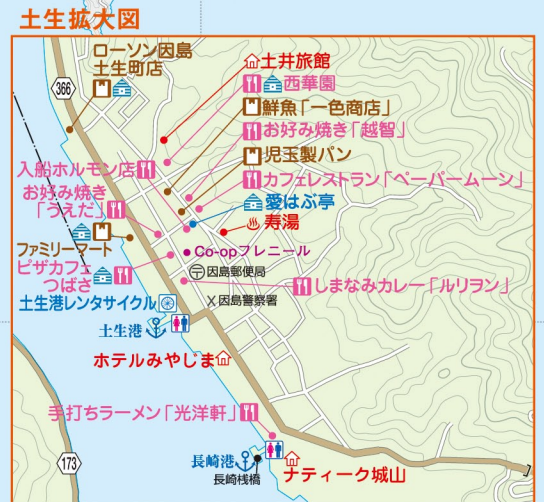 土生拡大図
ローソン因島
土生町店
366
土井旅館
西華園
鮮魚「一色商店」
お好み焼き「越智」
児玉製パン
入船ホルモン店
カフェレストラン「ペーパームーン」
お好み焼き
「うえだ」
愛はぶ亭
寿湯
ファミリーマート
Co-opフレニール
ピザカフェ
つばさ
因島郵便局
しまなみカレー「ルリヲン」
土生港レンタサイクル
因島警察署
土生港
ホテルみやじま
手打ちラーメン「光洋軒」
長崎港
長崎桟橋
ナティーク城山
173